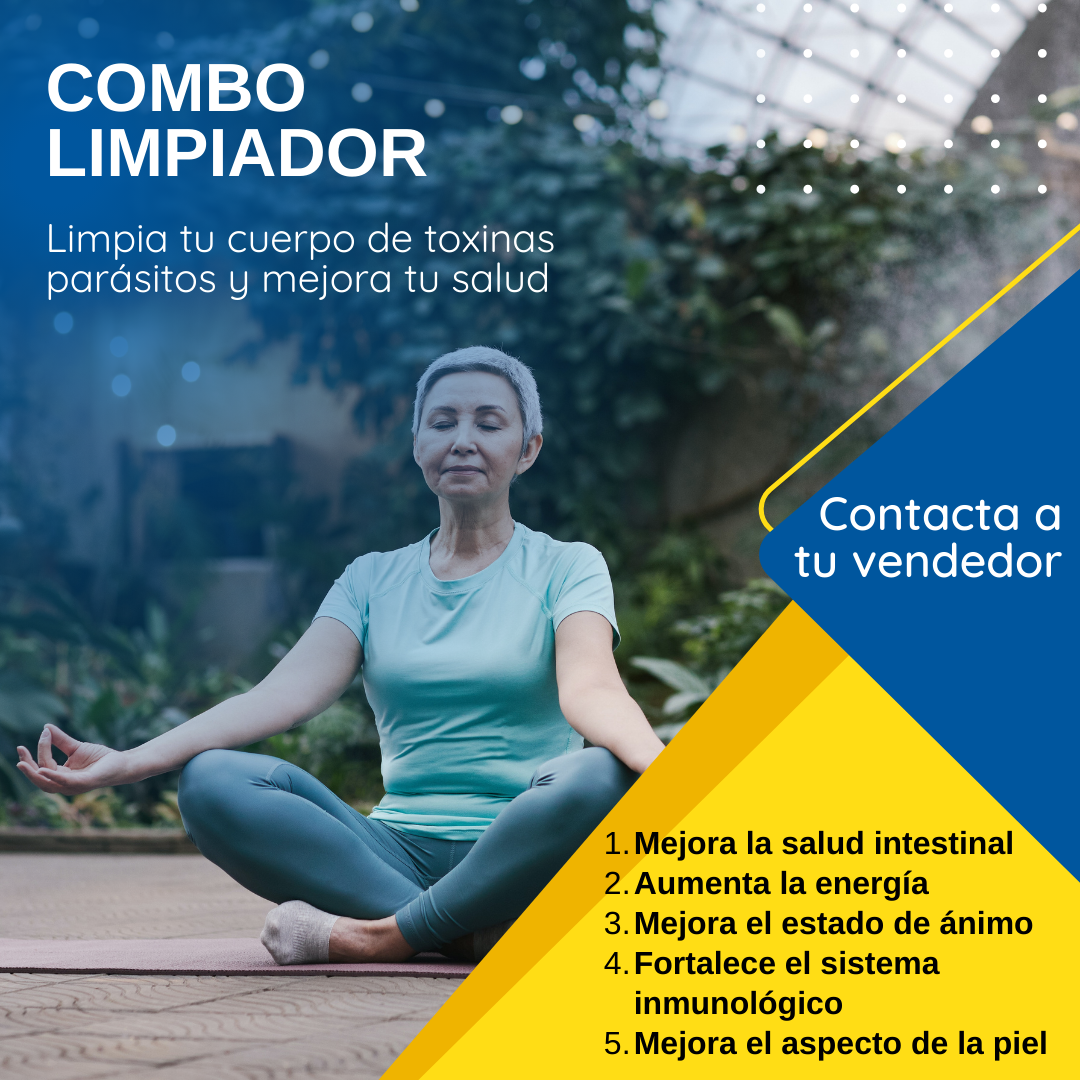 COMBO
LIMPIADOR
Limpia tu cuerpo de toxinas
parásitos y mejora tu salud
Contacta a
tu vendedor
1. Mejora la salud intestinal
2. Aumenta la energía
3. Mejora el estado de ánimo
4. Fortalece el sistema
inmunológico
5. Mejora el aspecto de la piel